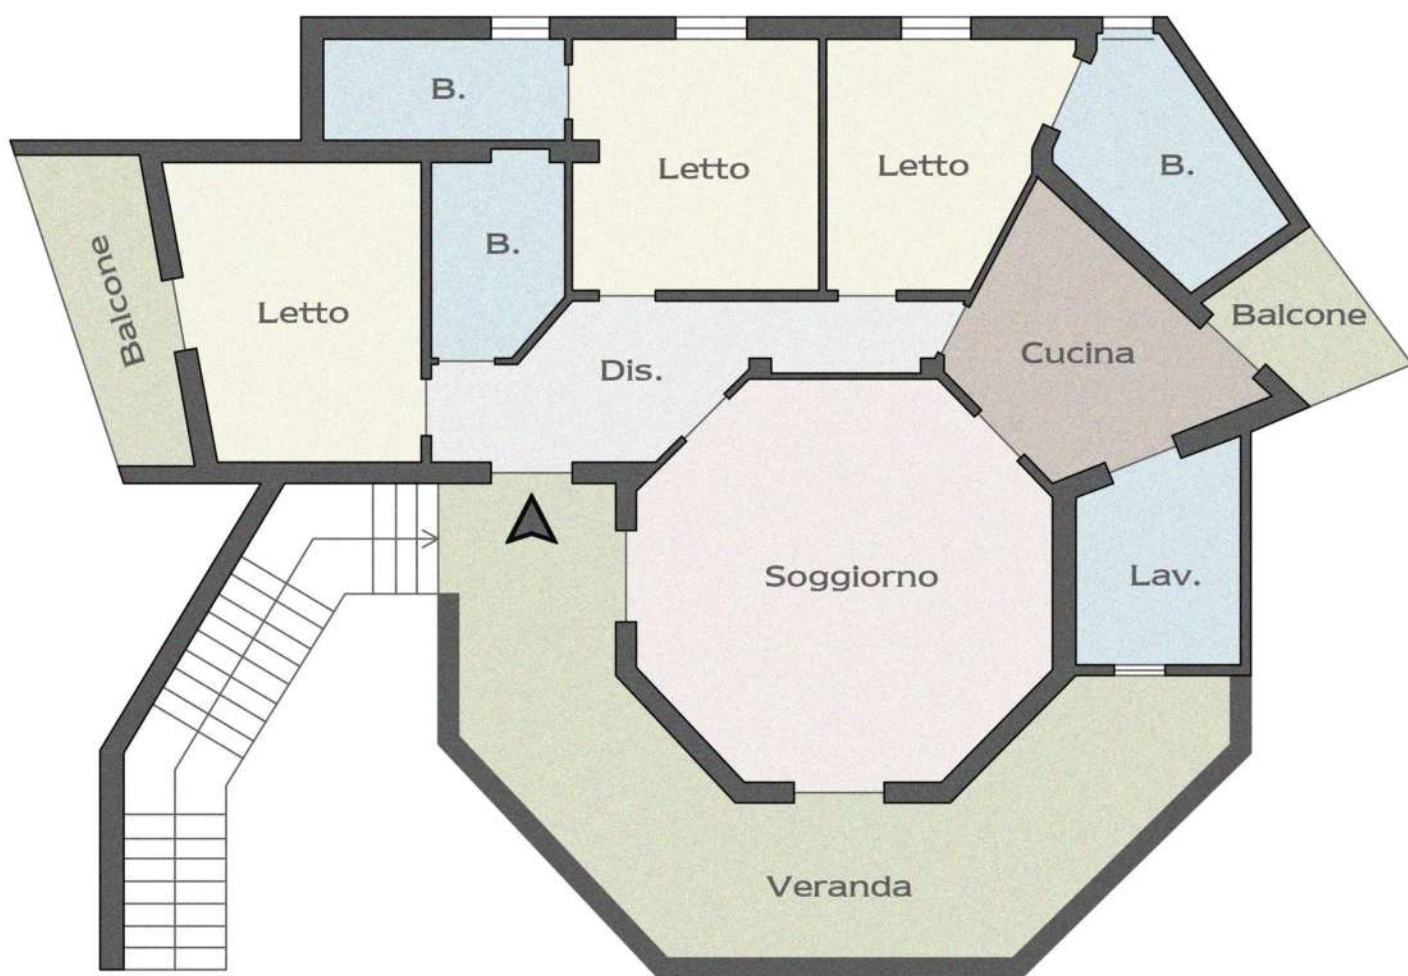 B.
Letto
Letto
B.
B.
Balcone
Letto
Balcone
Dis.
Cucina
Soggiorno
Lav.
Veranda